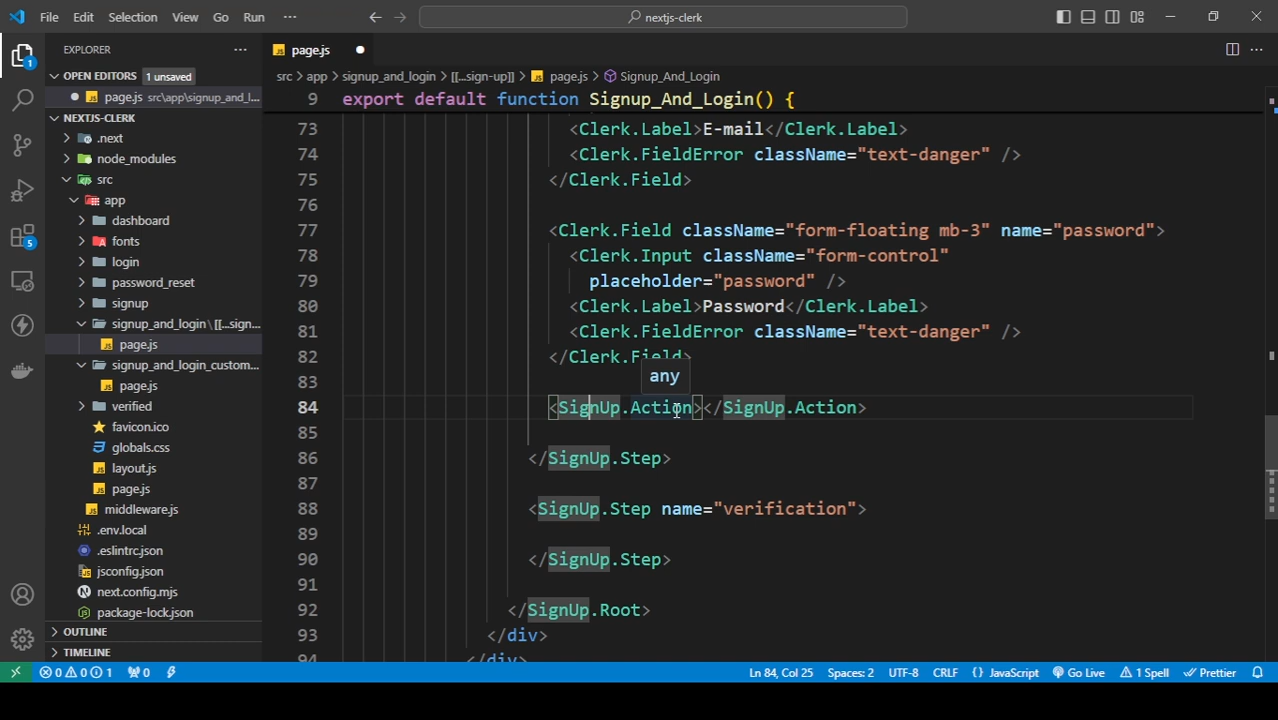 File Edit Selection View Go Run ··· nextjs-clerk
EXPLORER ···
OPEN EDITORS 1 unsaved
page.js src\app\signup_and_l...
NEXTJS-CLERK
.next
node_modules
src
app
dashboard
fonts
login
password_reset
signup
signup_and_login\[[...sign...
page.js
signup_and_login_custom...
page.js
verified
favicon.ico
globals.css
layout.js
page.js
middleware.js
.env.local
.eslintrc.json
jsconfig.json
next.config.mjs
package-lock.json
OUTLINE
TIMELINE
1
5
page.js
src > app > signup_and_login > [[...sign-up]] > page.js > Signup_And_Login
9 export default function Signup_And_Login() {
73 <Clerk.Label>E-mail</Clerk.Label>
74 <Clerk.FieldError className="text-danger" />
75 </Clerk.Field>
76
77 <Clerk.Field className="form-floating mb-3" name="password">
78 <Clerk.Input className="form-control"
79 placeholder="password" />
80 <Clerk.Label>Password</Clerk.Label>
81 <Clerk.FieldError className="text-danger" />
82 </Clerk.Field>
any
83
84 <SignUp.Action></SignUp.Action>
85
86 </SignUp.Step>
87
88 <SignUp.Step name="verification">
89
90 </SignUp.Step>
91
92 </SignUp.Root>
93 </div>
94 </div>
0 0 1 0 Ln 84, Col 25 Spaces: 2 UTF-8 CRLF {} JavaScript Go Live 1 Spell Prettier